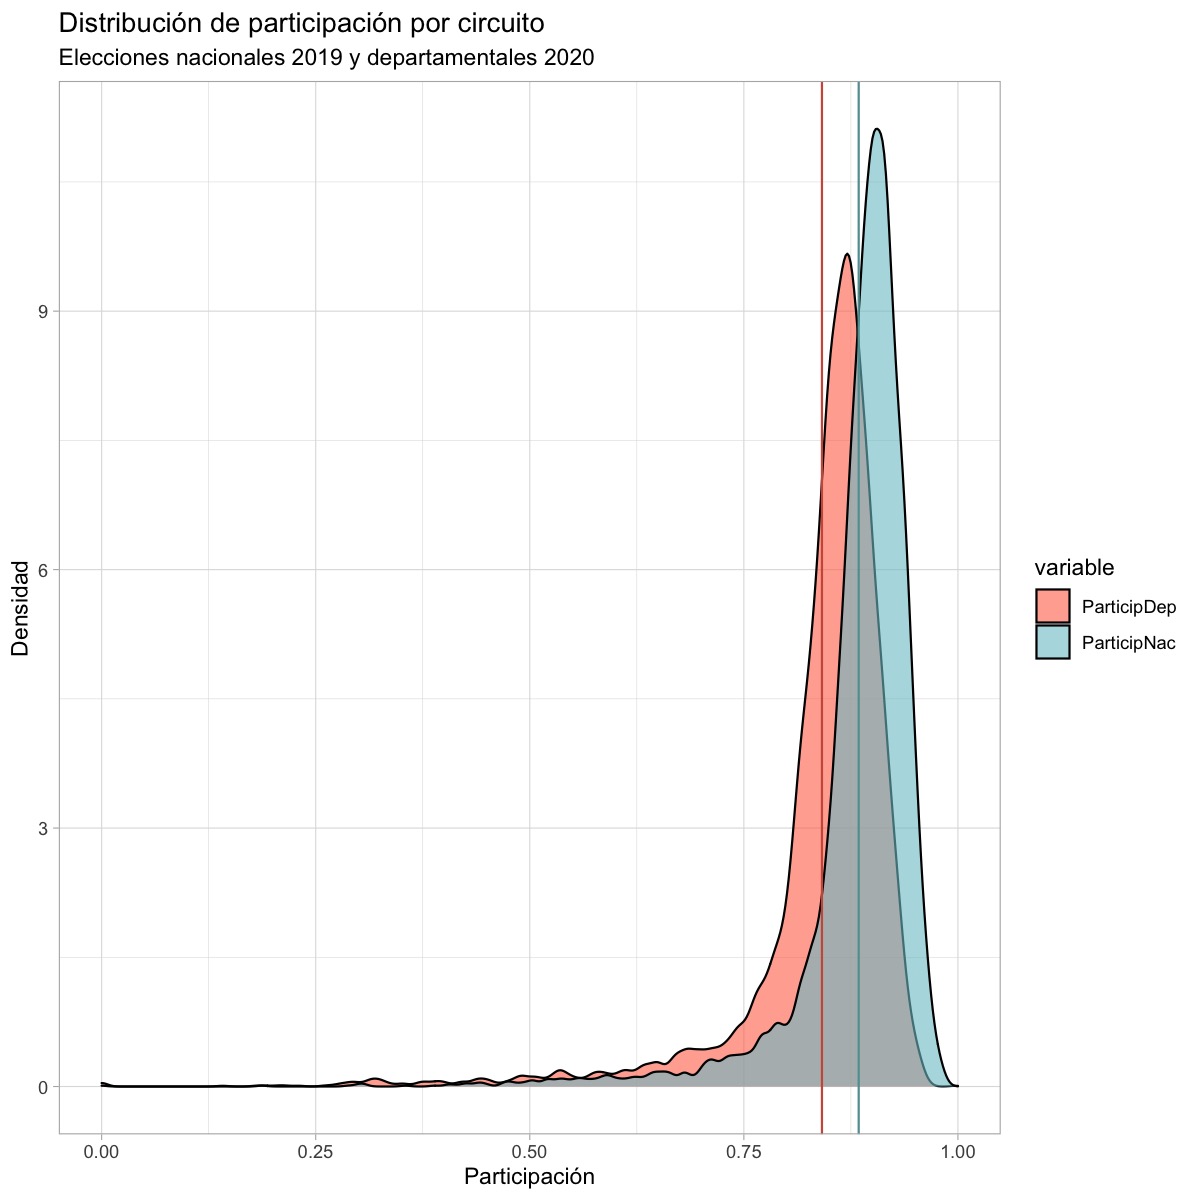 Distribución de participación por circuito
Elecciones nacionales 2019 y departamentales 2020
Densidad
9
6
3
0
0.00 0.25 0.50 0.75 1.00
Participación
variable
ParticipDep
ParticipNac